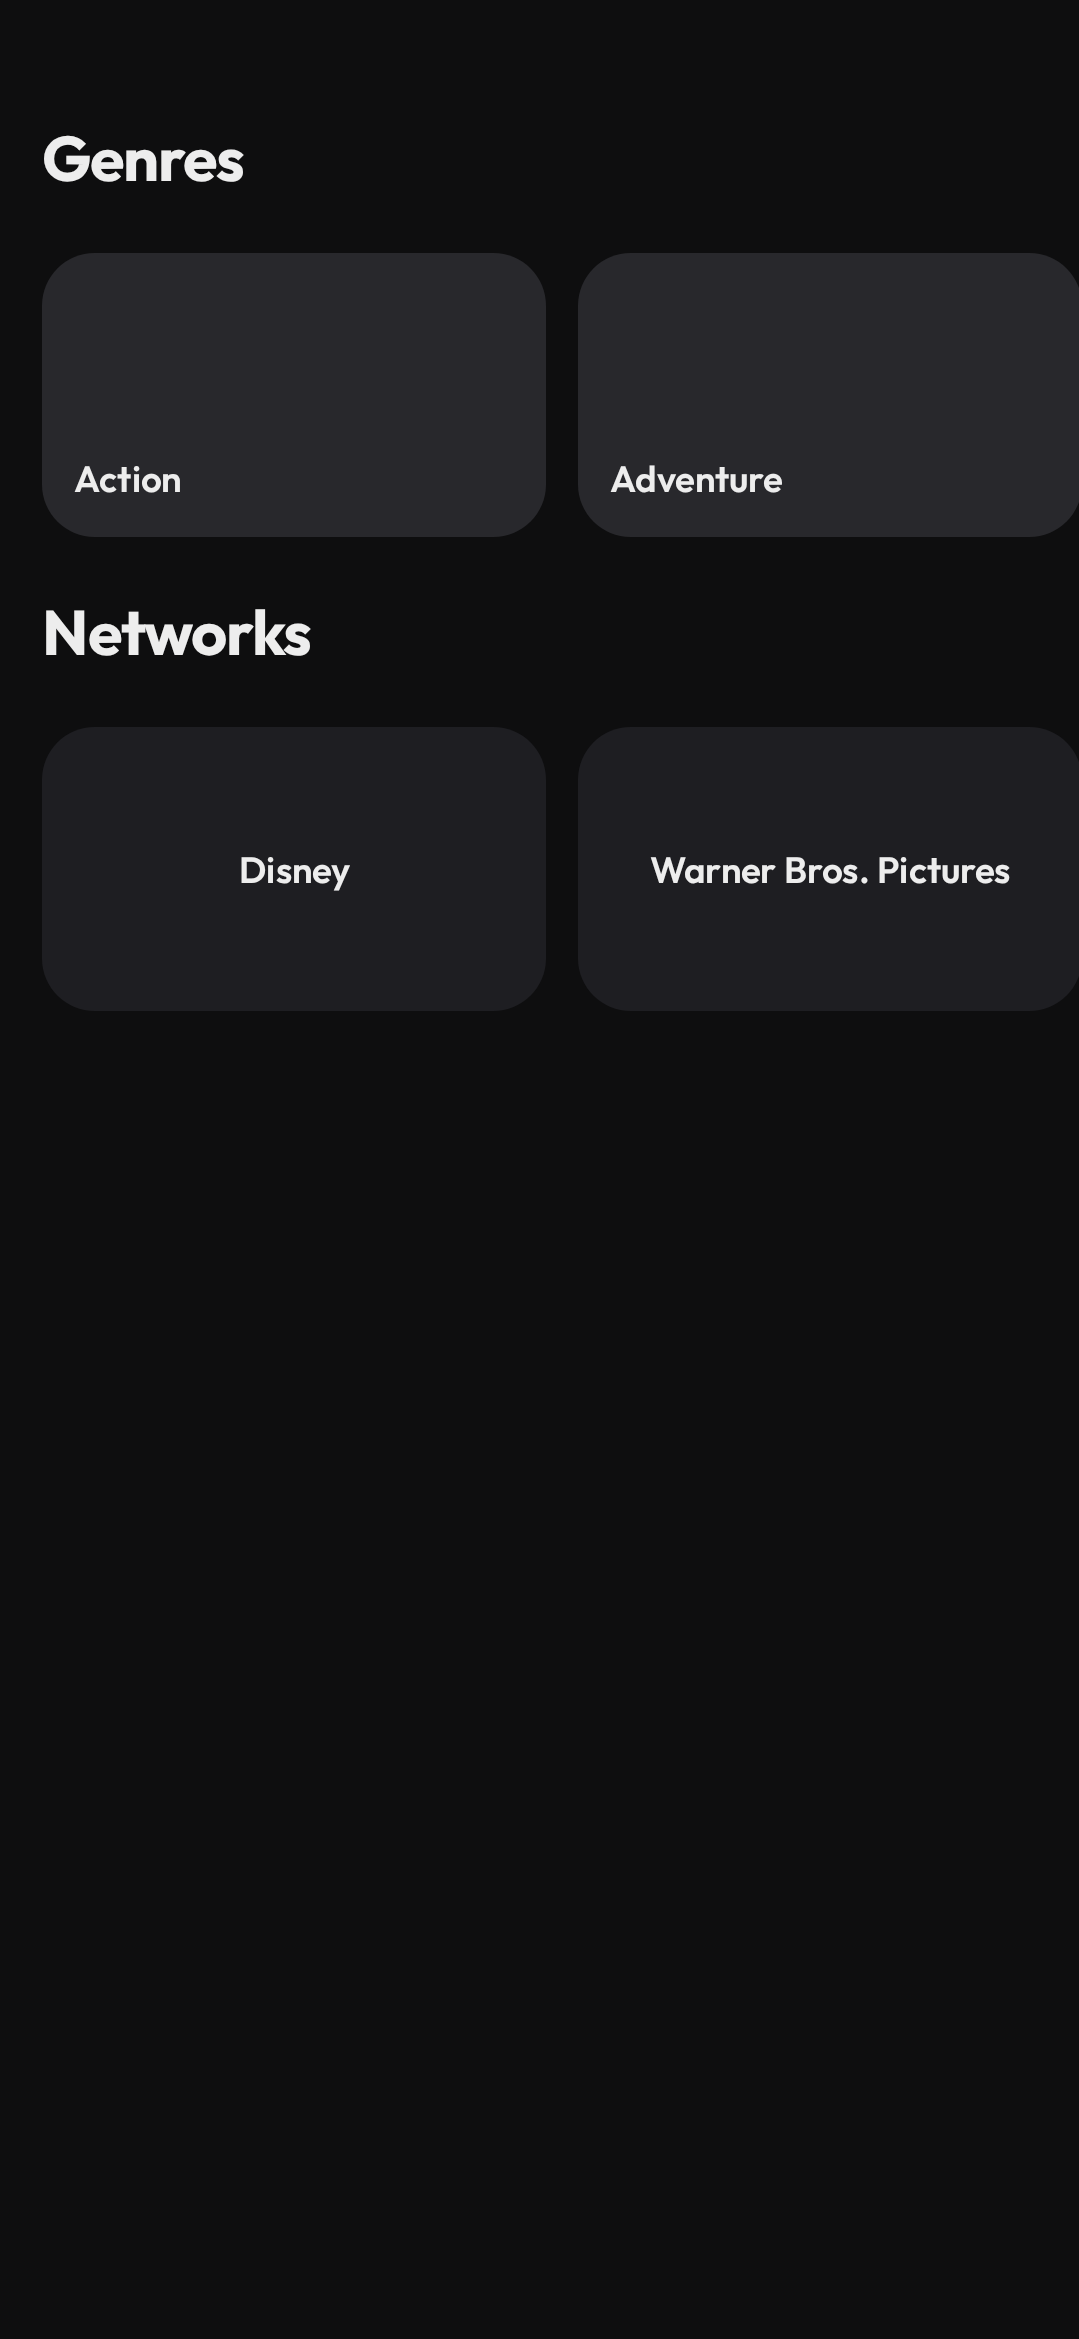 Genres
Action
Adventure
Networks
Disney
Warner Bros. Pictures